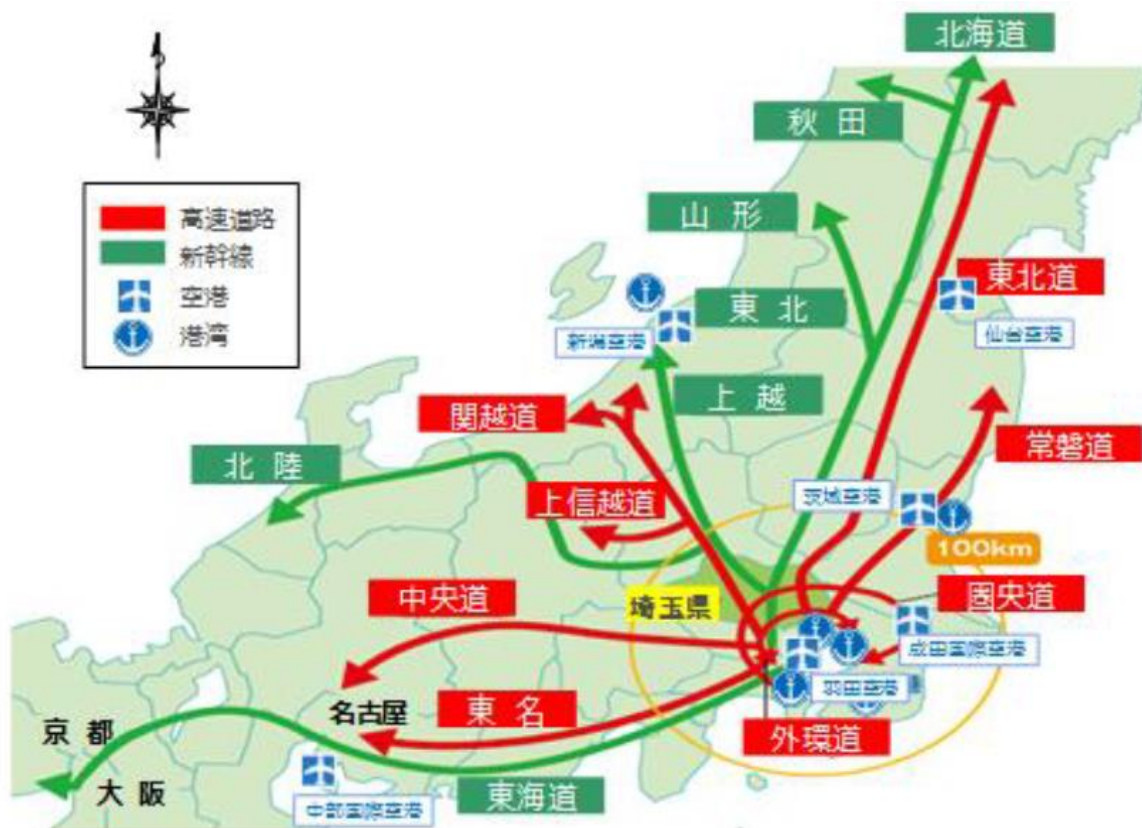 北海道
秋田
山形
高速道路
新幹線
空港
港湾
東北道
東北
新潟空港
仙台空港
上越
関越道
常磐道
北陸
茨城空港
上信越道
100km
中央道
埼玉県
圏央道
成田国際空港
羽田空港
名古屋
東名
京都
外環道
大阪
中部国際空港
東海道